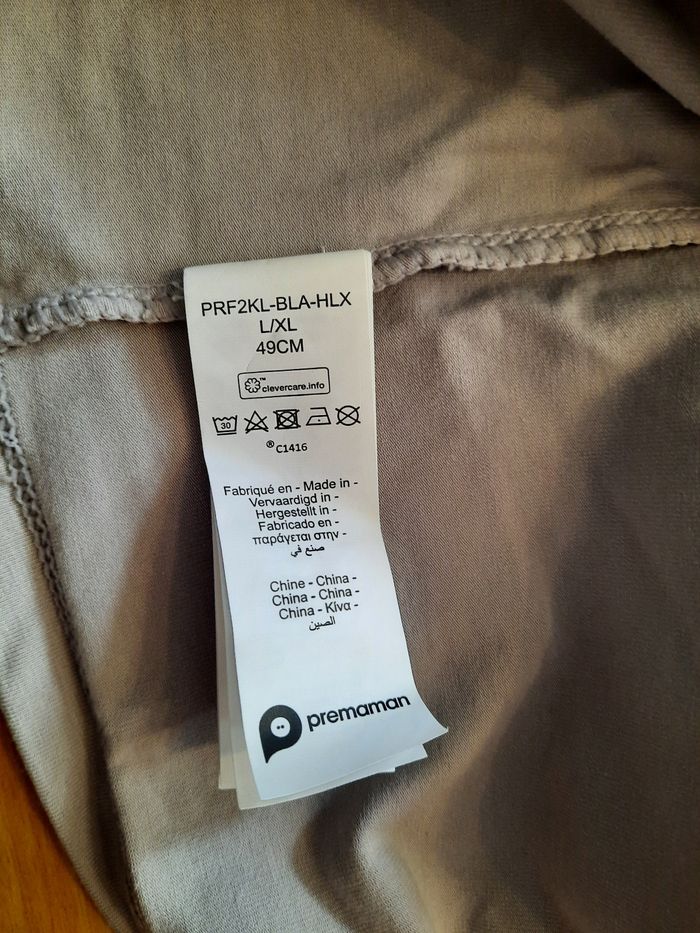 PRF2KL-BLA-HLX
L/XL
49CM
™ clevercare.info
30
® C1416
Fabriqué en - Made in -
Vervaardigd in -
Hergestellt in -
Fabricado en -
παράγεται στην -
صنع في
Chine - China -
China - China -
China - Κίνα -
الصين
premaman